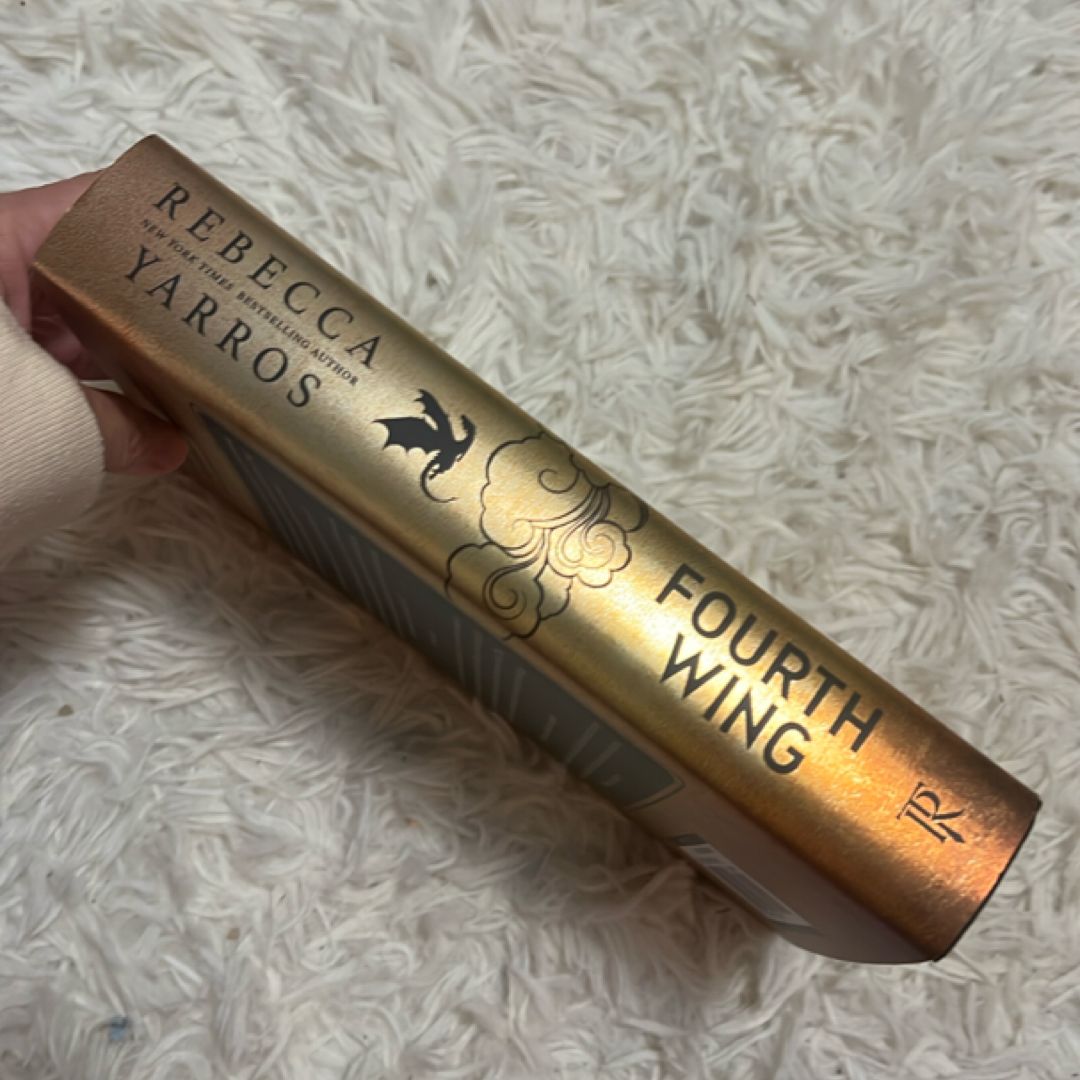 REBECCA
NEW YORK TIMES BESTSELLING AUTHOR
YARROS
FOURTH
WING